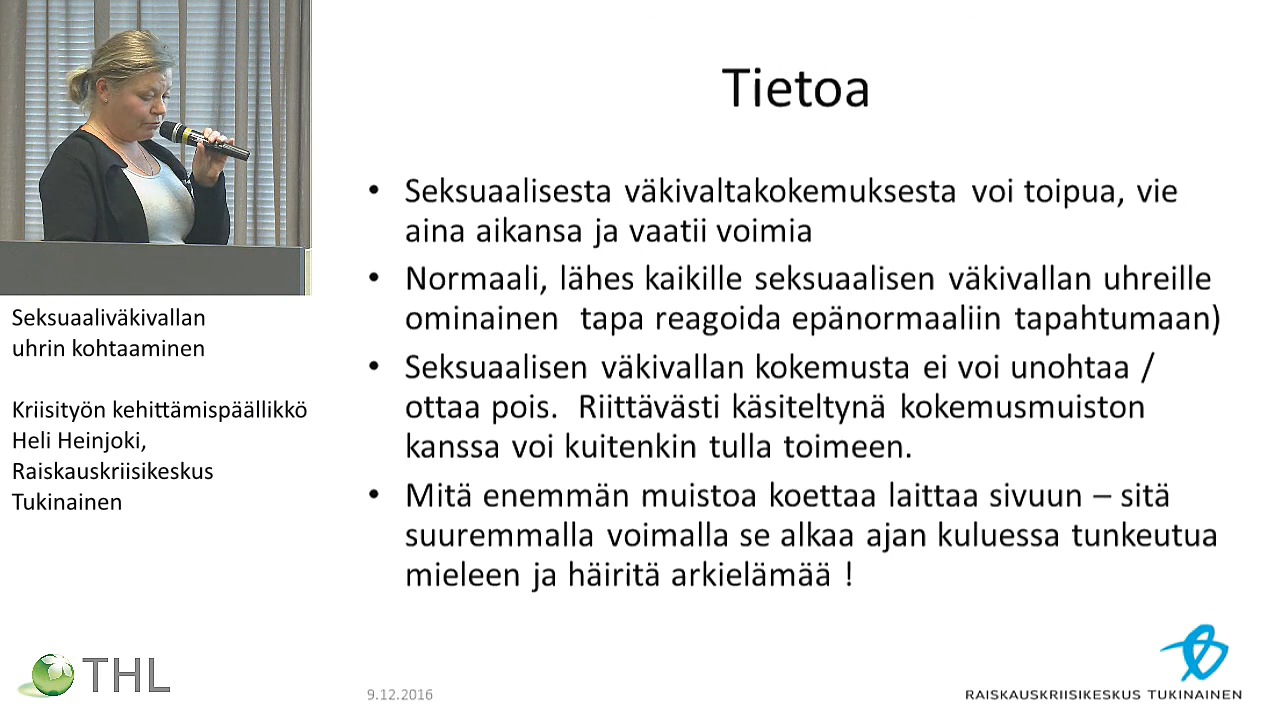 Tietoa
• Seksuaalisesta väkivaltakokemuksesta voi toipua, vie
aina aikansa ja vaatii voimia
• Normaali, lähes kaikille seksuaalisen väkivallan uhreille
ominainen tapa reagoida epänormaaliin tapahtumaan)
• Seksuaalisen väkivallan kokemusta ei voi unohtaa /
ottaa pois. Riittävästi käsiteltynä kokemusmuiston
kanssa voi kuitenkin tulla toimeen.
• Mitä enemmän muistoa koettaa laittaa sivuun – sitä
suuremmalla voimalla se alkaa ajan kuluessa tunkeutua
mieleen ja häiritä arkielämää !
Seksuaaliväkivallan
uhrin kohtaaminen
Kriisityön kehittämispäällikkö
Heli Heinjoki,
Raiskauskriisikeskus
Tukinainen
THL
9.12.2016
RAISKAUSKRIISIKESKUS TUKINAINEN